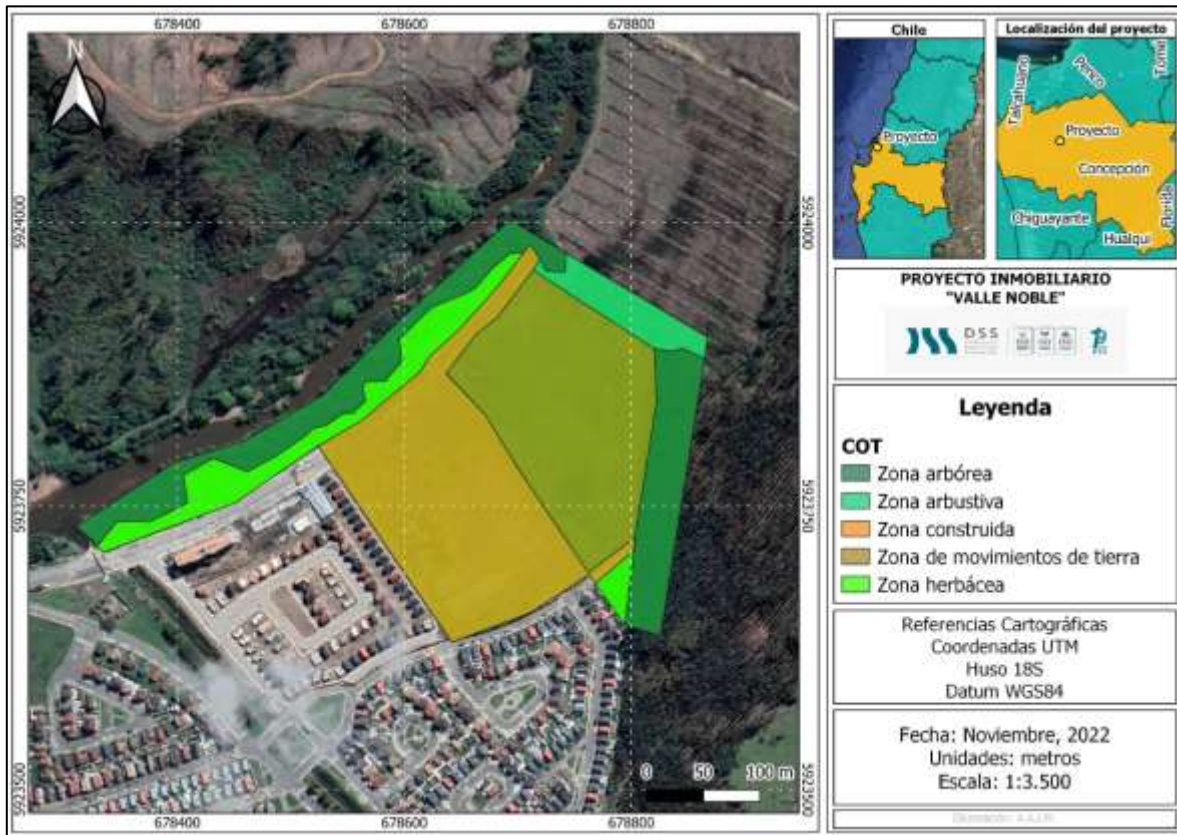 678400
678600
678800
N
5924000
5923750
5923500
5924000
5923750
5923500
0 50 100 m
678400
678600
678800
Chile
Proyecto
Localización del proyecto
Talcahuano
Penco
Tomé
Proyecto
Concepción
Chiguayante
Hualqui
Florida
PROYECTO INMOBILIARIO
"VALLE NOBLE"
DSS
Leyenda
COT
Zona arbórea
Zona arbustiva
Zona construida
Zona de movimientos de tierra
Zona herbácea
Referencias Cartográficas
Coordenadas UTM
Huso 18S
Datum WGS84
Fecha: Noviembre, 2022
Unidades: metros
Escala: 1:3.500